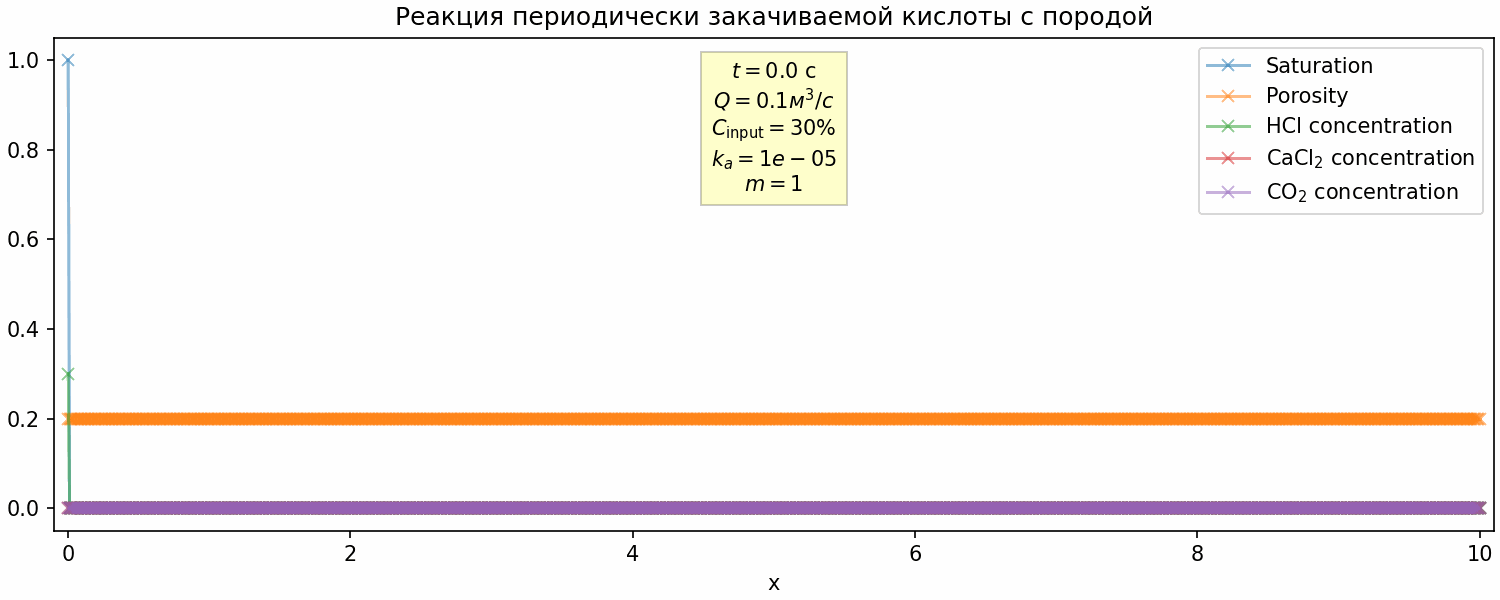 Реакция периодически закачиваемой кислоты с породой
1.0
0.8
0.6
0.4
0.2
0.0
t = 0.0 с
Q = 0.1м³/с
C_input = 30%
kₐ = 1e − 05
m = 1
Saturation
Porosity
HCl concentration
CaCl₂ concentration
CO₂ concentration
0 2 4 6 8 10
x